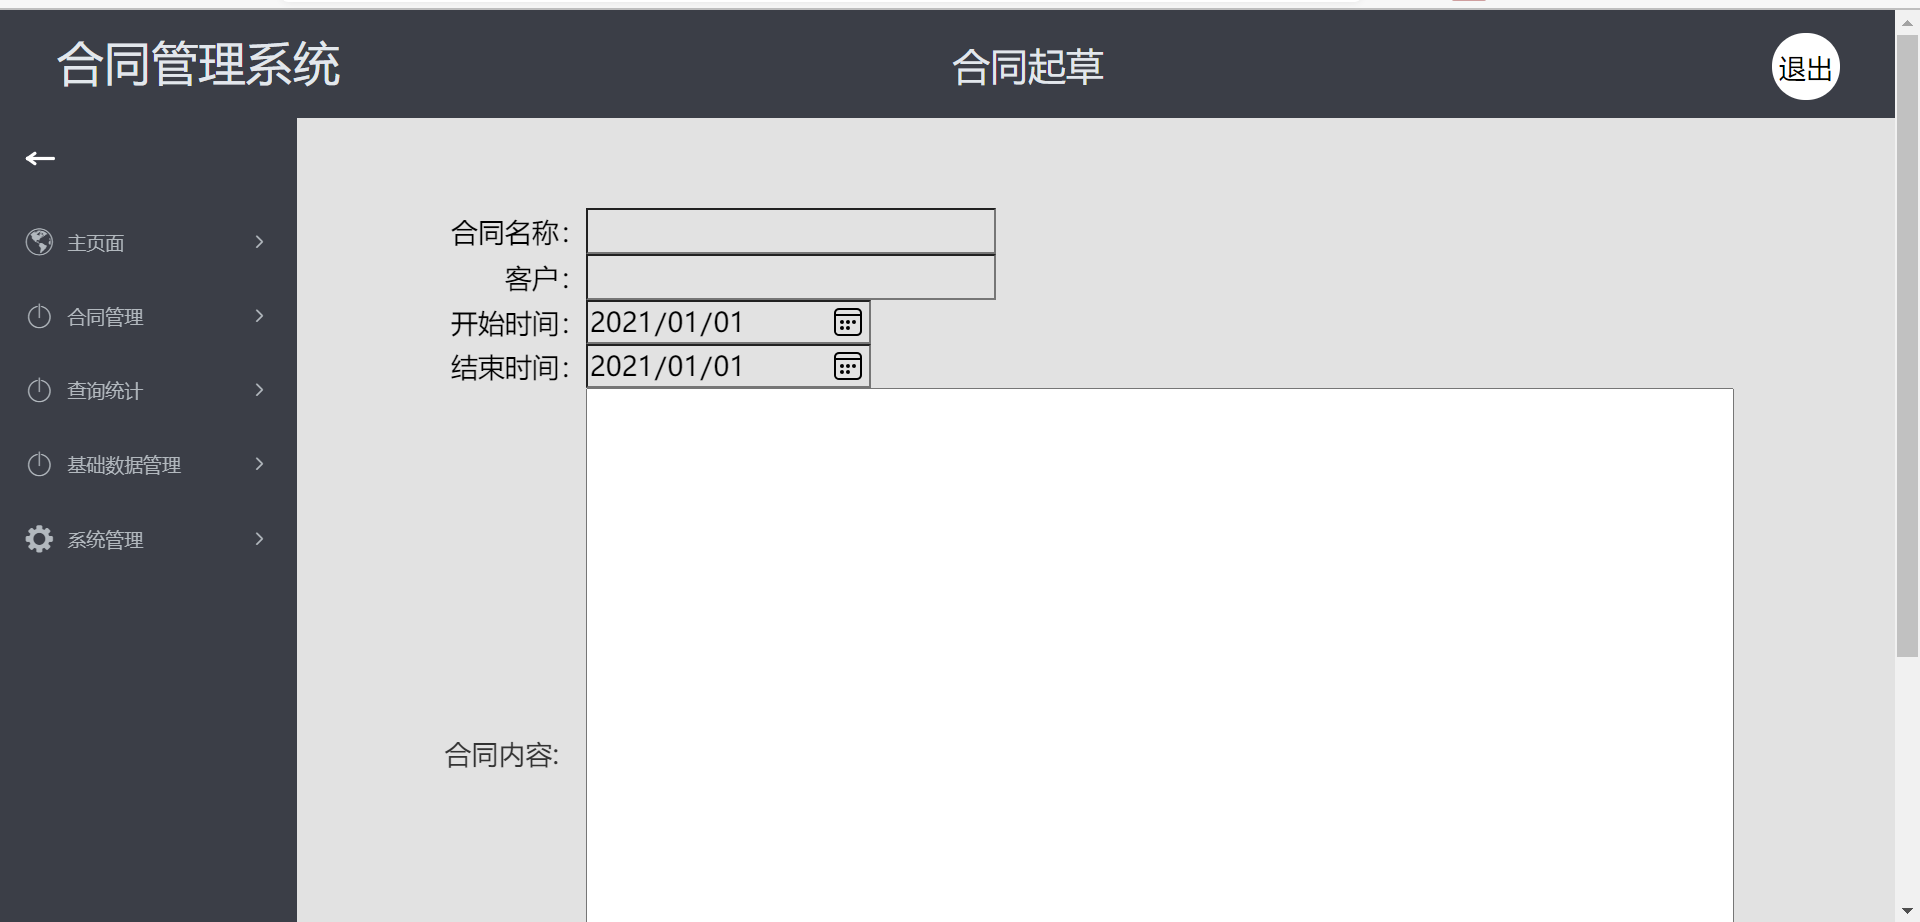 合同管理系统
合同起草
退出
主页面
合同管理
查询统计
基础数据管理
系统管理
合同名称：
客户：
开始时间：2021/01/01
结束时间：2021/01/01
合同内容: